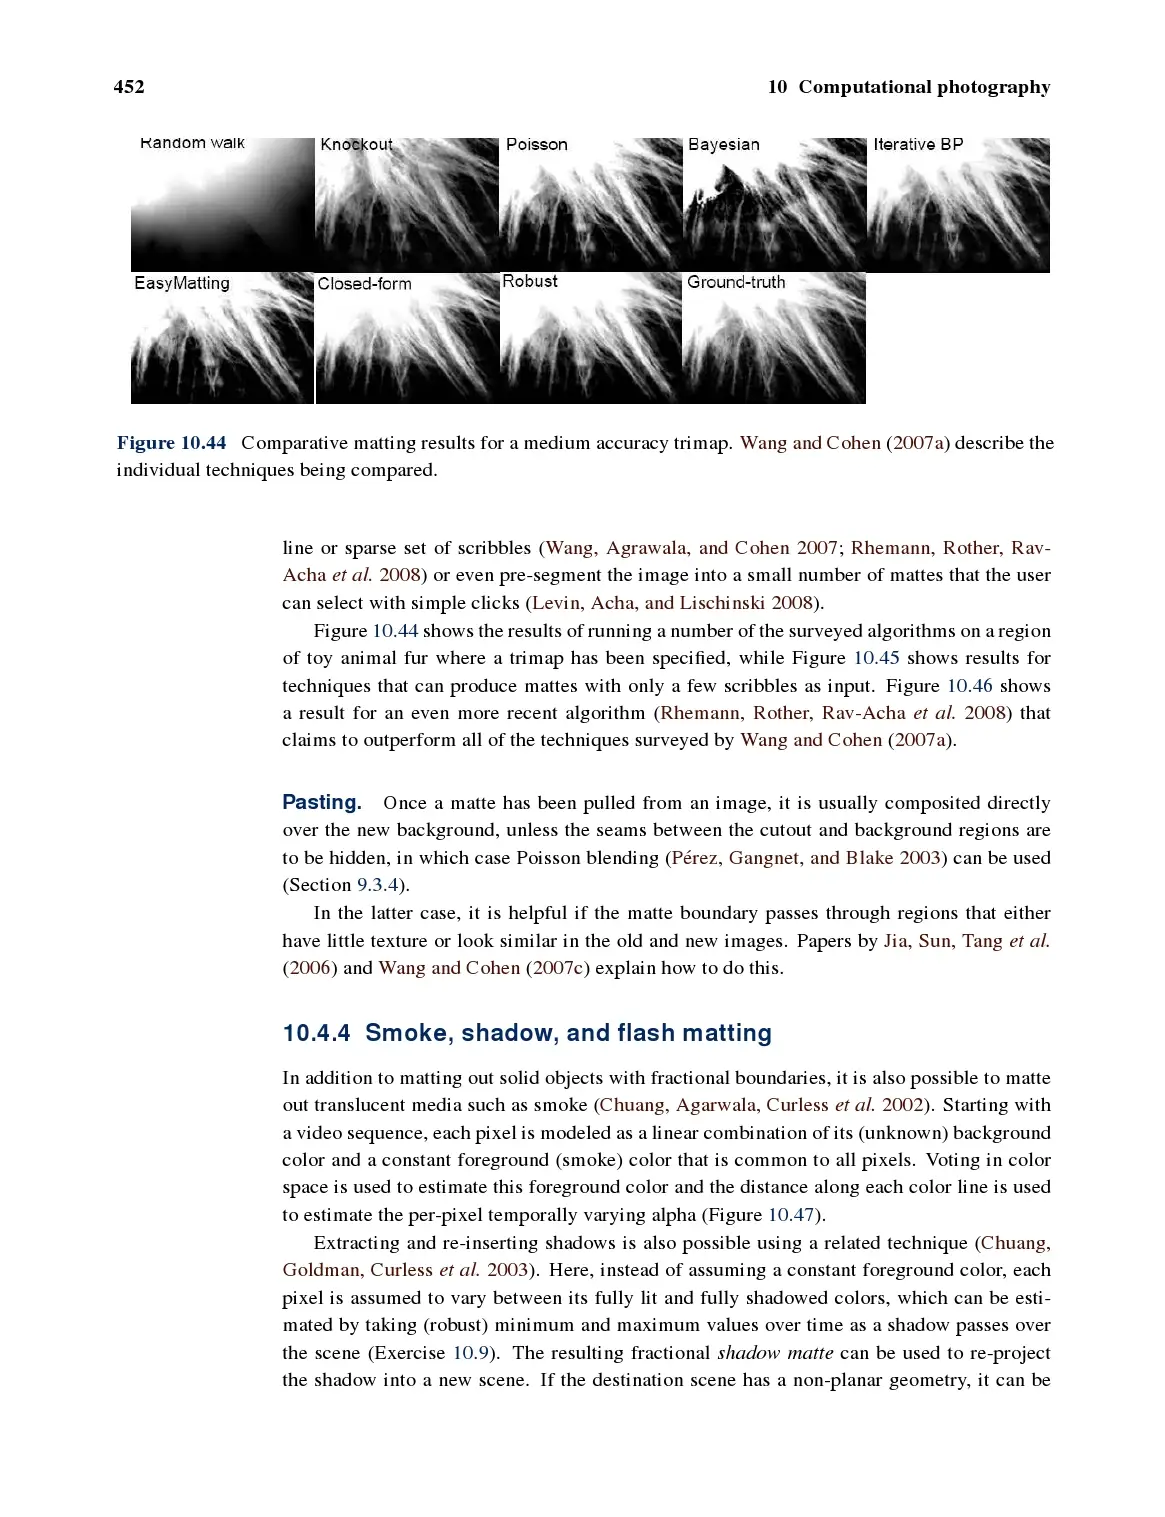 452
10 Computational photography
Random walk
Knockout
Poisson
Bayesian
Iterative BP
EasyMatting
Closed-form
Robust
Ground-truth
Figure 10.44 Comparative matting results for a medium accuracy trimap. Wang and Cohen (2007a) describe the
individual techniques being compared.
line or sparse set of scribbles (Wang, Agrawala, and Cohen 2007; Rhemann, Rother, Rav-
Acha et al. 2008) or even pre-segment the image into a small number of mattes that the user
can select with simple clicks (Levin, Acha, and Lischinski 2008).
Figure 10.44 shows the results of running a number of the surveyed algorithms on a region
of toy animal fur where a trimap has been specified, while Figure 10.45 shows results for
techniques that can produce mattes with only a few scribbles as input. Figure 10.46 shows
a result for an even more recent algorithm (Rhemann, Rother, Rav-Acha et al. 2008) that
claims to outperform all of the techniques surveyed by Wang and Cohen (2007a).
Pasting. Once a matte has been pulled from an image, it is usually composited directly
over the new background, unless the seams between the cutout and background regions are
to be hidden, in which case Poisson blending (Pérez, Gangnet, and Blake 2003) can be used
(Section 9.3.4).
In the latter case, it is helpful if the matte boundary passes through regions that either
have little texture or look similar in the old and new images. Papers by Jia, Sun, Tang et al.
(2006) and Wang and Cohen (2007c) explain how to do this.
10.4.4 Smoke, shadow, and flash matting
In addition to matting out solid objects with fractional boundaries, it is also possible to matte
out translucent media such as smoke (Chuang, Agarwala, Curless et al. 2002). Starting with
a video sequence, each pixel is modeled as a linear combination of its (unknown) background
color and a constant foreground (smoke) color that is common to all pixels. Voting in color
space is used to estimate this foreground color and the distance along each color line is used
to estimate the per-pixel temporally varying alpha (Figure 10.47).
Extracting and re-inserting shadows is also possible using a related technique (Chuang,
Goldman, Curless et al. 2003). Here, instead of assuming a constant foreground color, each
pixel is assumed to vary between its fully lit and fully shadowed colors, which can be esti-
mated by taking (robust) minimum and maximum values over time as a shadow passes over
the scene (Exercise 10.9). The resulting fractional shadow matte can be used to re-project
the shadow into a new scene. If the destination scene has a non-planar geometry, it can be